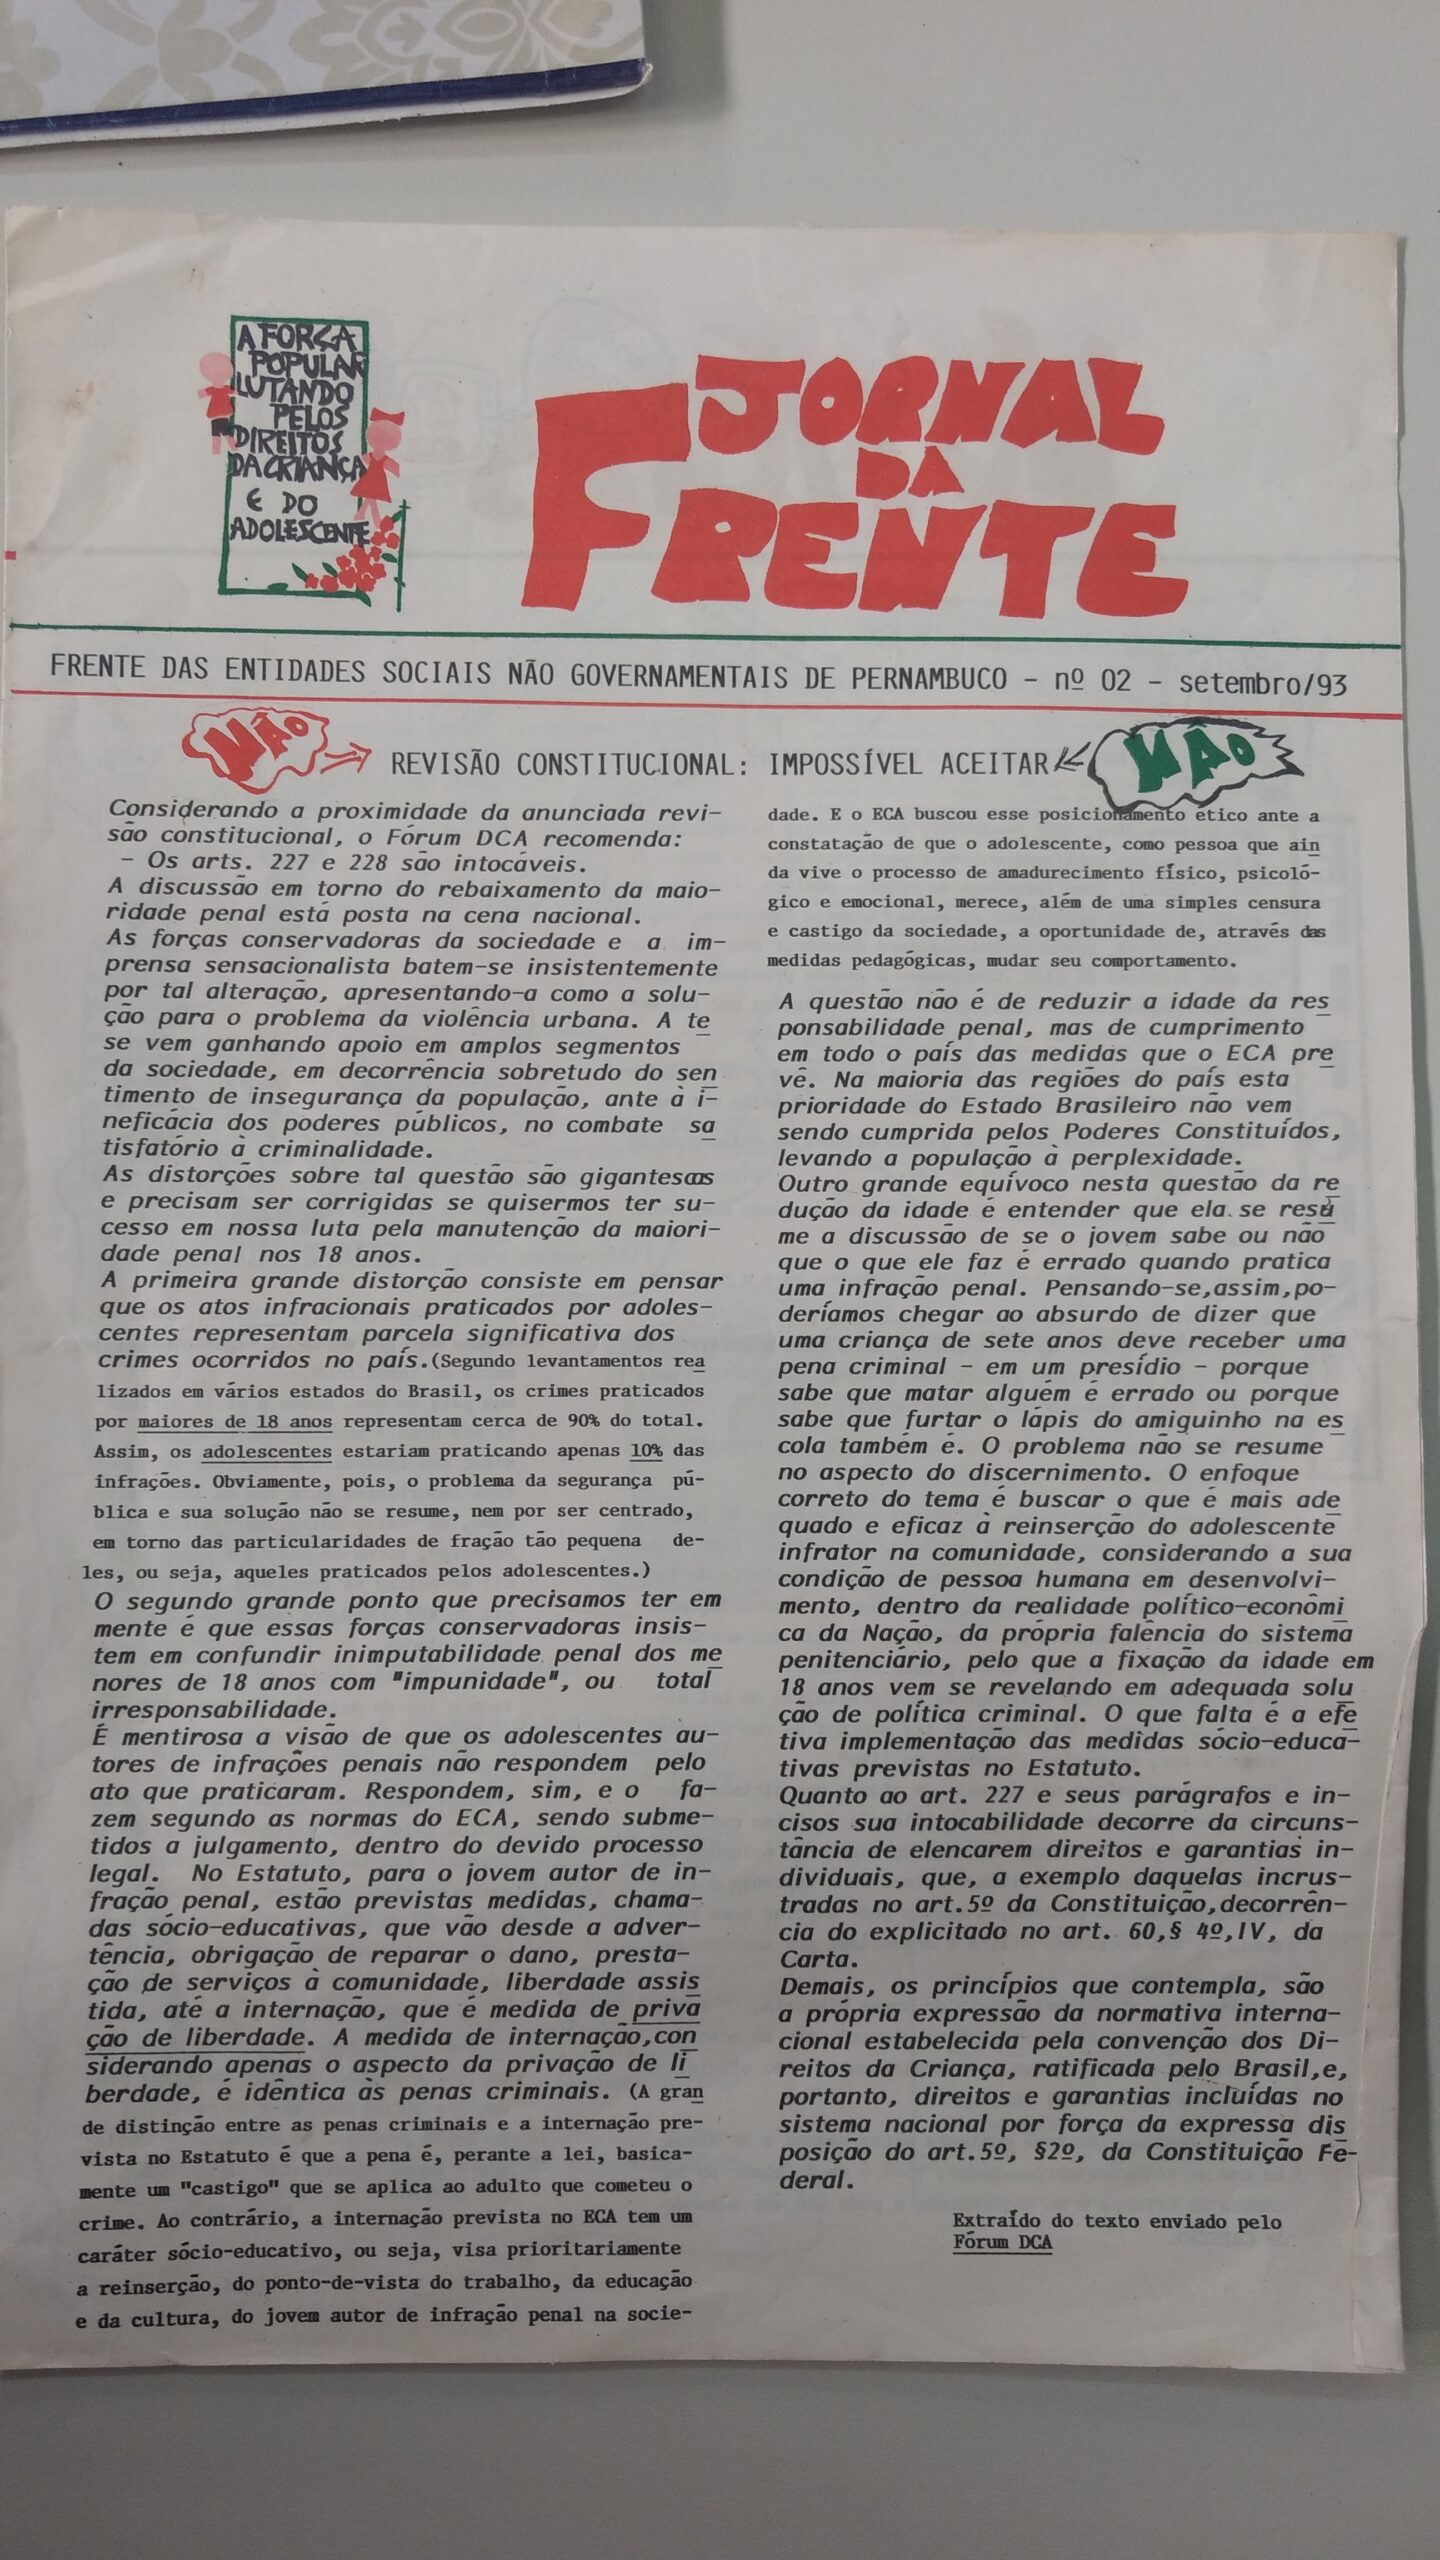 A FORÇA
POPULAR
LUTANDO
PELOS
DIREITOS
DA CRIANÇA
E DO
ADOLESCENTE
JORNAL
DA
FRENTE
FRENTE DAS ENTIDADES SOCIAIS NÃO GOVERNAMENTAIS DE PERNAMBUCO - nº 02 - setembro/93
NÃO REVISÃO CONSTITUCIONAL: IMPOSSÍVEL ACEITAR NÃO
Considerando a proximidade da anunciada revi-
são constitucional, o Fórum DCA recomenda:
- Os arts. 227 e 228 são intocáveis.
A discussão em torno do rebaixamento da maio-
ridade penal está posta na cena nacional.
As forças conservadoras da sociedade e a im-
prensa sensacionalista batem-se insistentemente
por tal alteração, apresentando-a como a solu-
ção para o problema da violência urbana. A te
se vem ganhando apoio em amplos segmentos
da sociedade, em decorrência sobretudo do sen
timento de insegurança da população, ante à i-
neficácia dos poderes públicos, no combate sa
tisfatório à criminalidade.
As distorções sobre tal questão são gigantescas
e precisam ser corrigidas se quisermos ter su-
cesso em nossa luta pela manutenção da maiori-
dade penal nos 18 anos.
A primeira grande distorção consiste em pensar
que os atos infracionais praticados por adoles-
centes representam parcela significativa dos
crimes ocorridos no país.(Segundo levantamentos rea
lizados em vários estados do Brasil, os crimes praticados
por maiores de 18 anos representam cerca de 90% do total.
Assim, os adolescentes estariam praticando apenas 10% das
infrações. Obviamente, pois, o problema da segurança pú-
blica e sua solução não se resume, nem por ser centrado,
em torno das particularidades de fração tão pequena de-
les, ou seja, aqueles praticados pelos adolescentes.)
O segundo grande ponto que precisamos ter em
mente é que essas forças conservadoras insis-
tem em confundir inimputabilidade penal dos me
nores de 18 anos com "impunidade", ou total
irresponsabilidade.
É mentirosa a visão de que os adolescentes au-
tores de infrações penais não respondem pelo
ato que praticaram. Respondem, sim, e o fa-
zem segundo as normas do ECA, sendo subme-
tidos a julgamento, dentro do devido processo
legal. No Estatuto, para o jovem autor de in-
fração penal, estão previstas medidas, chama-
das sócio-educativas, que vão desde a adver-
tência, obrigação de reparar o dano, presta-
ção de serviços à comunidade, liberdade assis
tida, até a internação, que é medida de priva
ção de liberdade. A medida de internação,con
siderando apenas o aspecto da privação de li
berdade, é idêntica às penas criminais. (A gran
de distinção entre as penas criminais e a internação pre-
vista no Estatuto é que a pena é, perante a lei, basica-
mente um "castigo" que se aplica ao adulto que cometeu o
crime. Ao contrário, a internação prevista no ECA tem um
caráter sócio-educativo, ou seja, visa prioritariamente
a reinserção, do ponto-de-vista do trabalho, da educação
e da cultura, do jovem autor de infração penal na socie-
dade. E o ECA buscou esse posicionamento ético ante a
constatação de que o adolescente, como pessoa que ain
da vive o processo de amadurecimento físico, psicoló-
gico e emocional, merece, além de uma simples censura
e castigo da sociedade, a oportunidade de, através das
medidas pedagógicas, mudar seu comportamento.
A questão não é de reduzir a idade da res
ponsabilidade penal, mas de cumprimento
em todo o país das medidas que o ECA pre
vê. Na maioria das regiões do país esta
prioridade do Estado Brasileiro não vem
sendo cumprida pelos Poderes Constituídos,
levando a população à perplexidade.
Outro grande equívoco nesta questão da re
dução da idade é entender que ela se resu
me a discussão de se o jovem sabe ou não
que o que ele faz é errado quando pratica
uma infração penal. Pensando-se,assim,po-
deríamos chegar ao absurdo de dizer que
uma criança de sete anos deve receber uma
pena criminal - em um presídio - porque
sabe que matar alguém é errado ou porque
sabe que furtar o lápis do amiguinho na es
cola também é. O problema não se resume
no aspecto do discernimento. O enfoque
correto do tema é buscar o que é mais ade
quado e eficaz à reinserção do adolescente
infrator na comunidade, considerando a sua
condição de pessoa humana em desenvolvi-
mento, dentro da realidade político-econômi
ca da Nação, da própria falência do sistema
penitenciário, pelo que a fixação da idade em
18 anos vem se revelando em adequada solu
ção de política criminal. O que falta é a efe
tiva implementação das medidas sócio-educa-
tivas previstas no Estatuto.
Quanto ao art. 227 e seus parágrafos e in-
cisos sua intocabilidade decorre da circuns-
tância de elencarem direitos e garantias in-
dividuais, que, a exemplo daquelas incrus-
tradas no art.5º da Constituição,decorrên-
cia do explicitado no art. 60,§ 4º,IV, da
Carta.
Demais, os princípios que contempla, são
a própria expressão da normativa interna-
cional estabelecida pela convenção dos Di-
reitos da Criança, ratificada pelo Brasil,e,
portanto, direitos e garantias incluídas no
sistema nacional por força da expressa dis
posição do art.5º, §2º, da Constituição Fe-
deral.
Extraído do texto enviado pelo
Fórum DCA